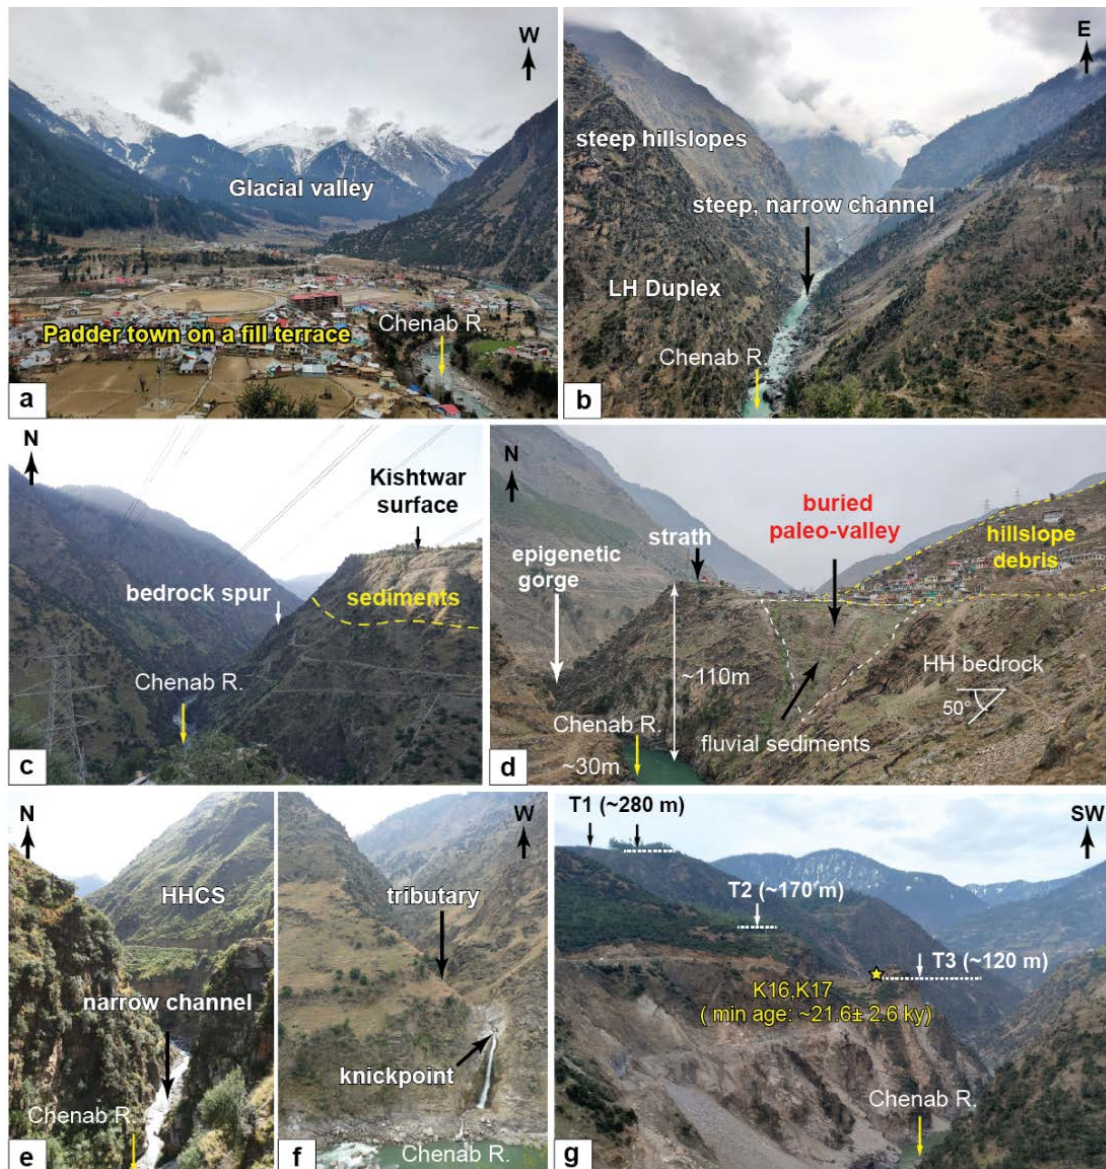 W
Glacial valley
Padder town on a fill terrace
Chenab R.
a
E
steep hillslopes
steep, narrow channel
LH Duplex
Chenab R.
b
N
Kishtwar
surface
bedrock spur
sediments
Chenab R.
c
N
buried
paleo-valley
strath
hillslope
debris
epigenetic
gorge
~110m
HH bedrock
50°
Chenab R.
fluvial sediments
~30m
d
N
HHCS
narrow channel
Chenab R.
e
W
tributary
knickpoint
Chenab R.
f
T1 (~280 m)
SW
T2 (~170 m)
T3 (~120 m)
K16,K17
( min age: ~21.6± 2.6 ky)
Chenab R.
g